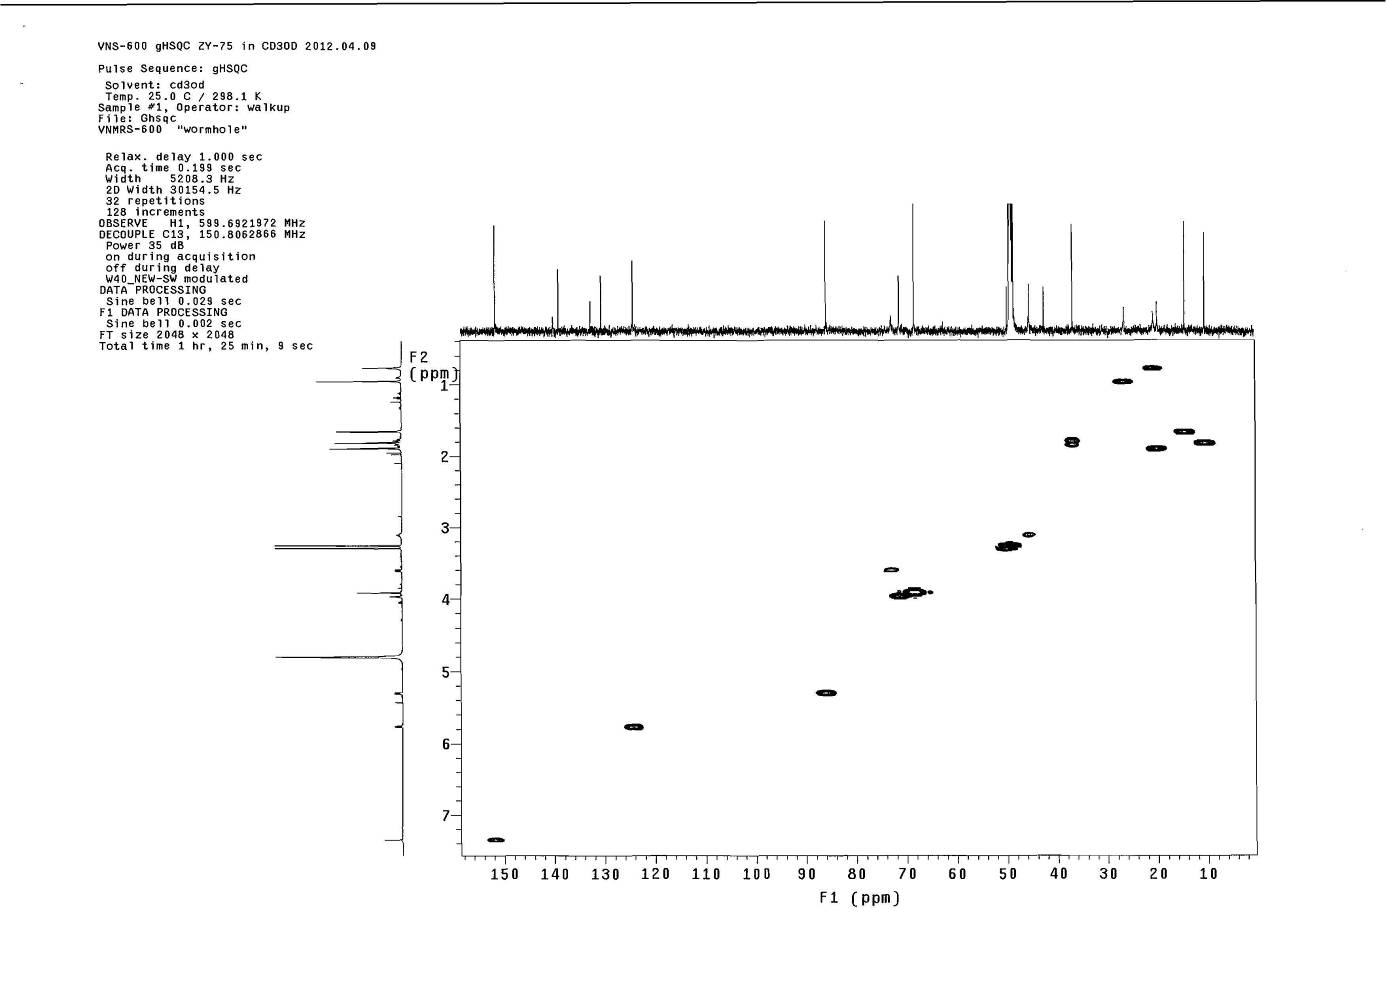 VNS-600 gHSQC ZY-75 in CD3OD 2012.04.09
Pulse Sequence: gHSQC
Solvent: cd3od
Temp. 25.0 C / 298.1 K
Sample #1, Operator: walkup
File: Ghsqc
VNMRS-600 "wormhole"
Relax. delay 1.000 sec
Acq. time 0.199 sec
Width 5208.3 Hz
2D Width 30154.5 Hz
32 repetitions
128 increments
OBSERVE H1, 599.6921972 MHz
DECOUPLE C13, 150.8062866 MHz
Power 35 dB
on during acquisition
off during delay
W40_NEW-SW modulated
DATA PROCESSING
Sine bell 0.029 sec
F1 DATA PROCESSING
Sine bell 0.002 sec
FT size 2048 x 2048
Total time 1 hr, 25 min, 9 sec
F2
(ppm)
1
2
3
4
5
6
7
150 140 130 120 110 100 90 80 70 60 50 40 30 20 10
F1 (ppm)